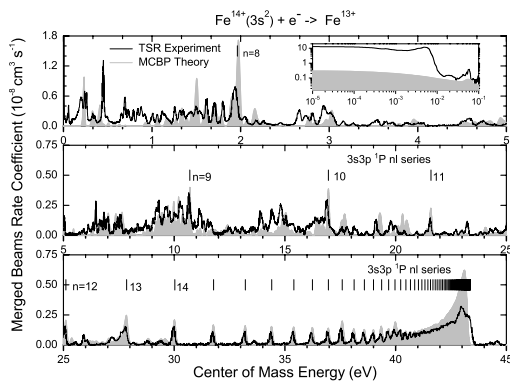 Fe14+(3s2) + e- -> Fe13+
1.8
1.2
0.6
0.0
TSR Experiment
MCBP Theory
n=8
10
1
0.1
10-5 10-4 10-3 10-2 10-1
0 1 2 3 4 5
0.75
0.50
0.25
0.00
3s3p 1P nl series
n=9 10 11
5 10 15 20 25
0.75
0.50
0.25
0.00
3s3p 1P nl series
n=12 13 14
25 30 35 40 45
Center of Mass Energy (eV)
Merged Beams Rate Coefficient (10-8 cm3 s-1)